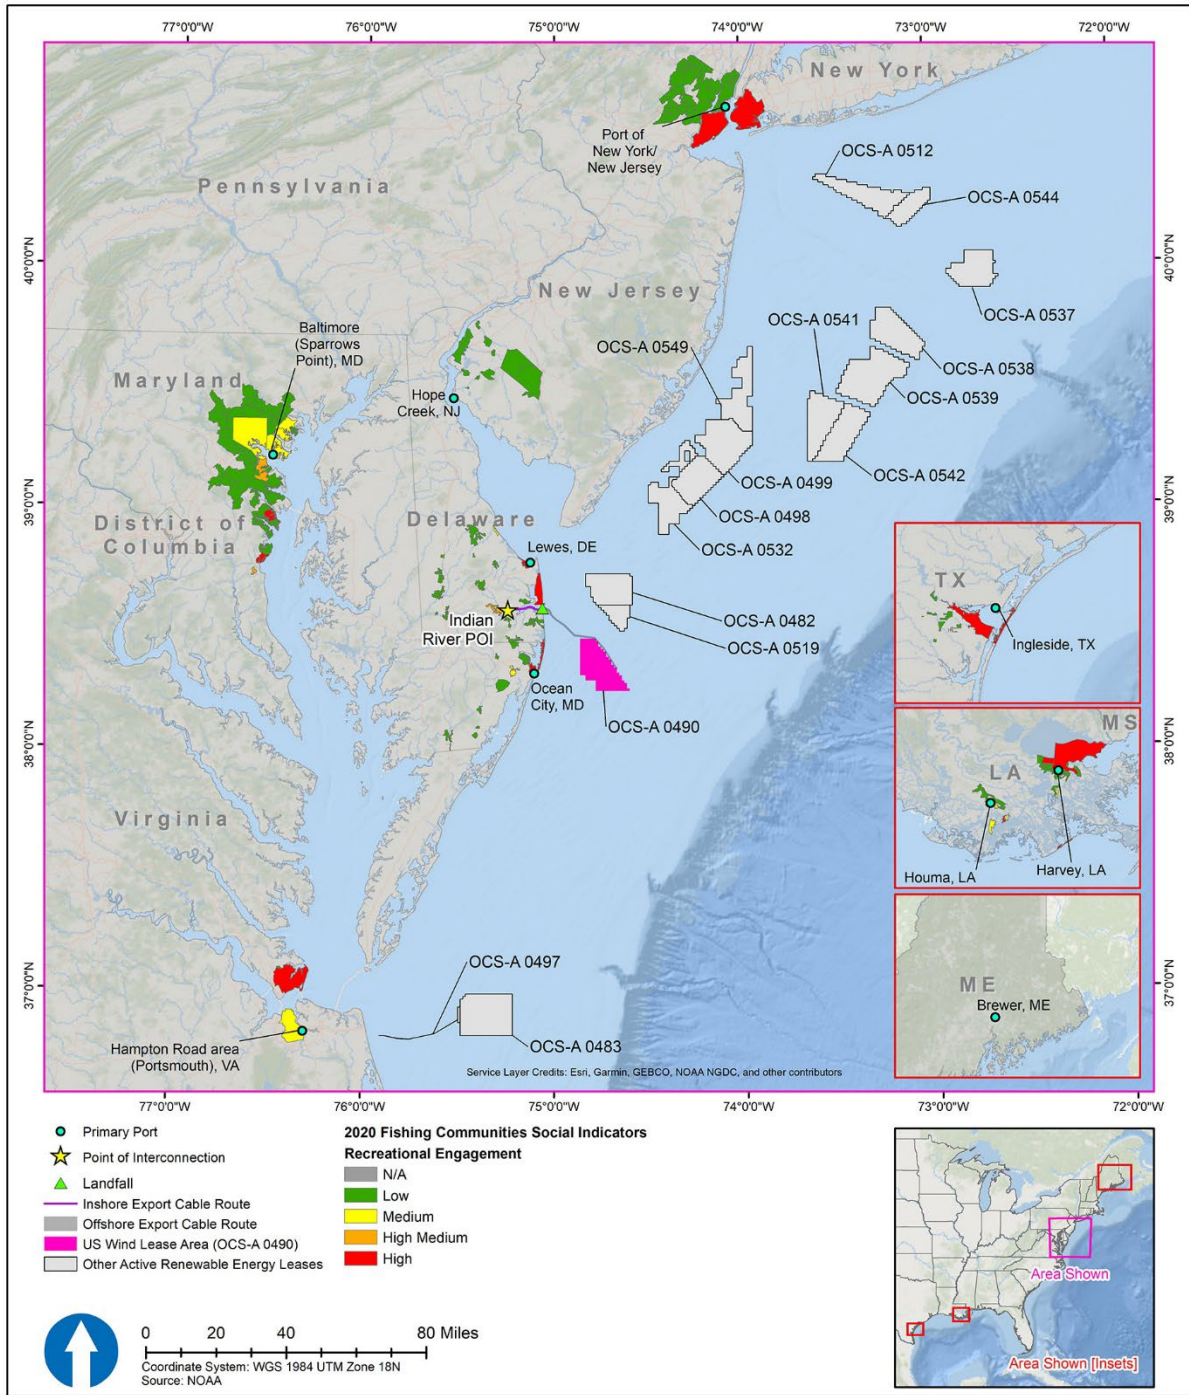 77°0'0"W
76°0'0"W
75°0'0"W
74°0'0"W
73°0'0"W
72°0'0"W
New York
Port of
New York/
New Jersey
OCS-A 0512
OCS-A 0544
Pennsylvania
40°0'0"N
40°0'0"N
New Jersey
OCS-A 0537
Baltimore
(Sparrows
Point), MD
OCS-A 0541
OCS-A 0549
OCS-A 0538
Maryland
OCS-A 0539
Hope
Creek, NJ
OCS-A 0542
OCS-A 0499
39°0'0"N
39°0'0"N
District of
Columbia
Delaware
OCS-A 0498
OCS-A 0532
Lewes, DE
TX
Ingleside, TX
Indian
River POI
OCS-A 0482
OCS-A 0519
Ocean
City, MD
OCS-A 0490
38°0'0"N
38°0'0"N
MS
LA
Houma, LA
Harvey, LA
Virginia
37°0'0"N
37°0'0"N
OCS-A 0497
ME
Brewer, ME
Hampton Road area
(Portsmouth), VA
OCS-A 0483
Service Layer Credits: Esri, Garmin, GEBCO, NOAA NGDC, and other contributors
77°0'0"W
76°0'0"W
75°0'0"W
74°0'0"W
73°0'0"W
72°0'0"W
Primary Port
Point of Interconnection
Landfall
Inshore Export Cable Route
Offshore Export Cable Route
US Wind Lease Area (OCS-A 0490)
Other Active Renewable Energy Leases
2020 Fishing Communities Social Indicators
Recreational Engagement
N/A
Low
Medium
High Medium
High
0 20 40 80 Miles
Coordinate System: WGS 1984 UTM Zone 18N
Source: NOAA
Area Shown
Area Shown [Insets]